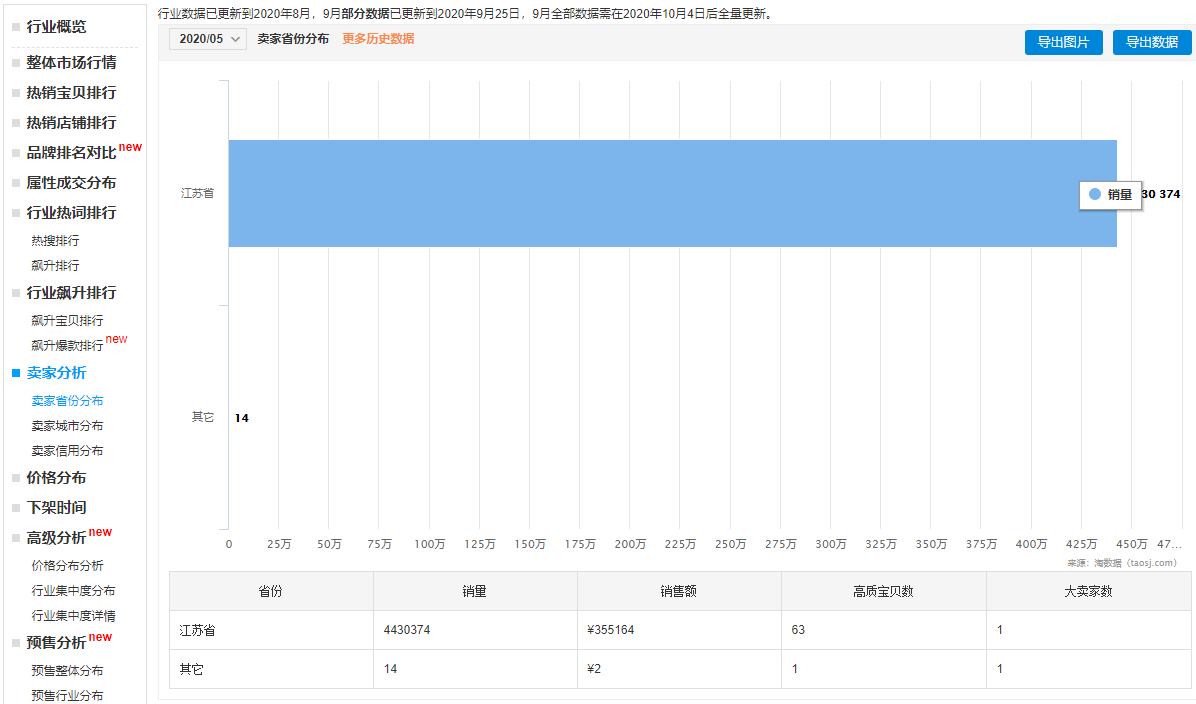 行业数据已更新到2020年8月，9月部分数据已更新到2020年9月25日，9月全部数据需在2020年10月4日后全量更新。
行业概览
整体市场行情
热销宝贝排行
热销店铺排行
品牌排名对比new
属性成交分布
行业热词排行
热搜排行
飙升排行
行业飙升排行
飙升宝贝排行
飙升爆款排行new
卖家分析
卖家省份分布
卖家城市分布
卖家信用分布
价格分布
下架时间
高级分析new
价格分布分析
行业集中度分布
行业集中度详情
预售分析new
预售整体分布
预售行业分布
2020/05 卖家省份分布 更多历史数据 导出图片 导出数据
江苏省 销量 30 374
其它 14
0 25万 50万 75万 100万 125万 150万 175万 200万 225万 250万 275万 300万 325万 350万 375万 400万 425万 450万 47...
来源：淘数据（taosj.com）
省份 销量 销售额 高质宝贝数 大卖家数
江苏省 4430374 ¥355164 63 1
其它 14 ¥2 1 1